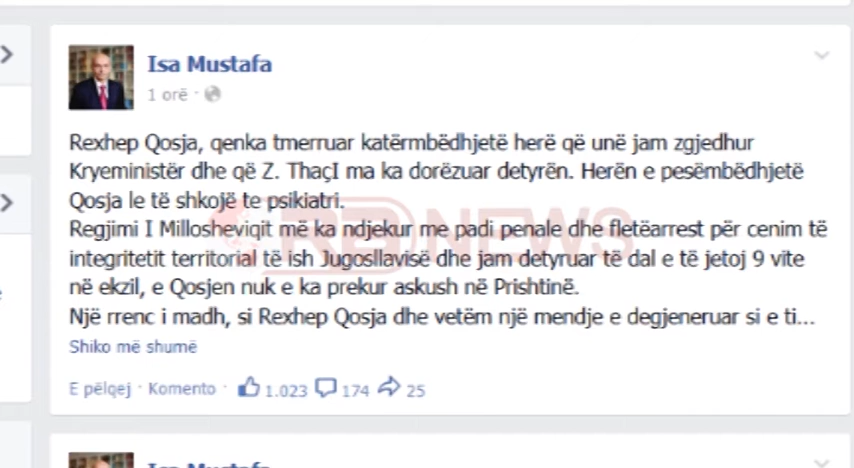 Isa Mustafa
1 orë ·
Rexhep Qosja, qenka tmerruar katërmbëdhjetë herë që unë jam zgjedhur
Kryeministër dhe që Z. ThaçI ma ka dorëzuar detyrën. Herën e pesëmbëdhjetë
Qosja le të shkojë te psikiatri.
Regjimi I Millosheviqit më ka ndjekur me padi penale dhe fletëarrest për cenim të
integritetit territorial të ish Jugosllavisë dhe jam detyruar të dal e të jetoj 9 vite
në ekzil, e Qosjen nuk e ka prekur askush në Prishtinë.
Një rrenc i madh, si Rexhep Qosja dhe vetëm një mendje e degjeneruar si e ti...
Shiko më shumë
E pëlqej · Komento · 1.023 174 25
NEWS
Isa Mustafa